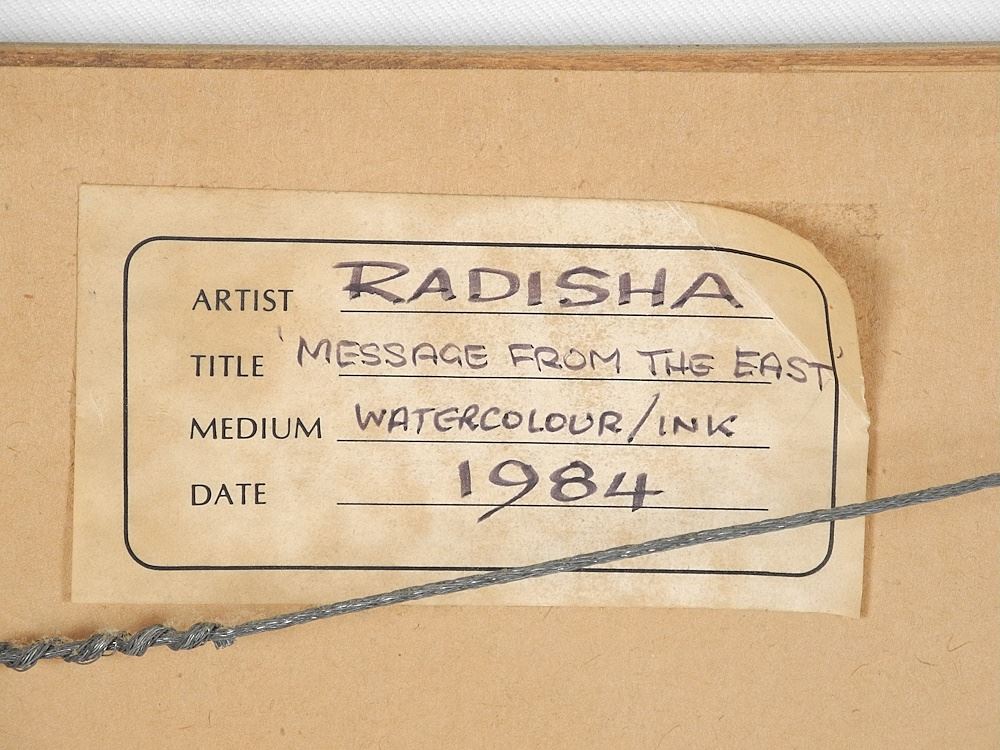 ARTIST RADISHA
TITLE 'MESSAGE FROM THE EAST'
MEDIUM WATERCOLOUR/INK
DATE 1984